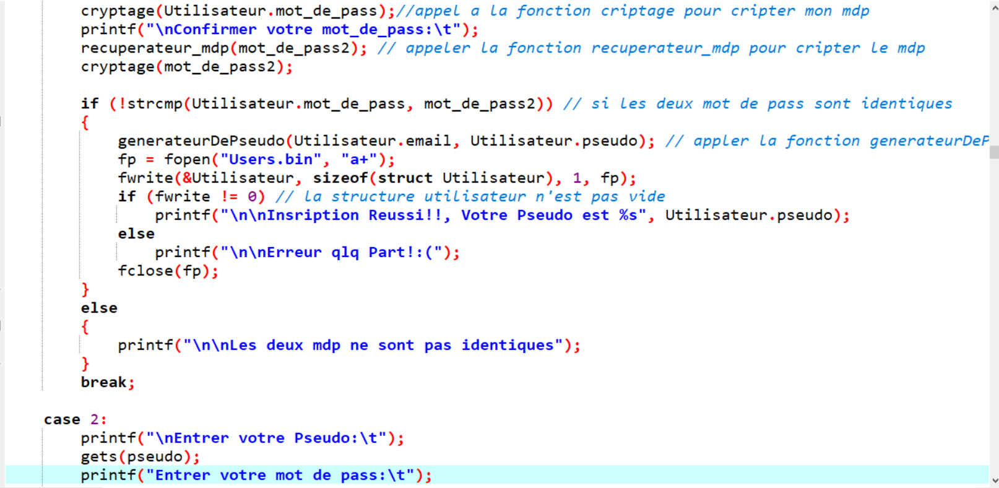 cryptage(Utilisateur.mot_de_pass);//appel a la fonction criptage pour cripter mon mdp
printf("\nConfirmer votre mot_de_pass:\t");
recuperateur_mdp(mot_de_pass2); // appeler la fonction recuperateur_mdp pour cripter le mdp
cryptage(mot_de_pass2);
if (!strcmp(Utilisateur.mot_de_pass, mot_de_pass2)) // si les deux mot de pass sont identiques
{
generateurDePseudo(Utilisateur.email, Utilisateur.pseudo); // appler la fonction generateurDeP
fp = fopen("Users.bin", "a+");
fwrite(&Utilisateur, sizeof(struct Utilisateur), 1, fp);
if (fwrite != 0) // la structure utilisateur n'est pas vide
printf("\n\nInsription Reussi!!, Votre Pseudo est %s", Utilisateur.pseudo);
else
printf("\n\nErreur qlq Part!:(");
fclose(fp);
}
else
{
printf("\n\nLes deux mdp ne sont pas identiques");
}
break;
case 2:
printf("\nEntrer votre Pseudo:\t");
gets(pseudo);
printf("Entrer votre mot de pass:\t");